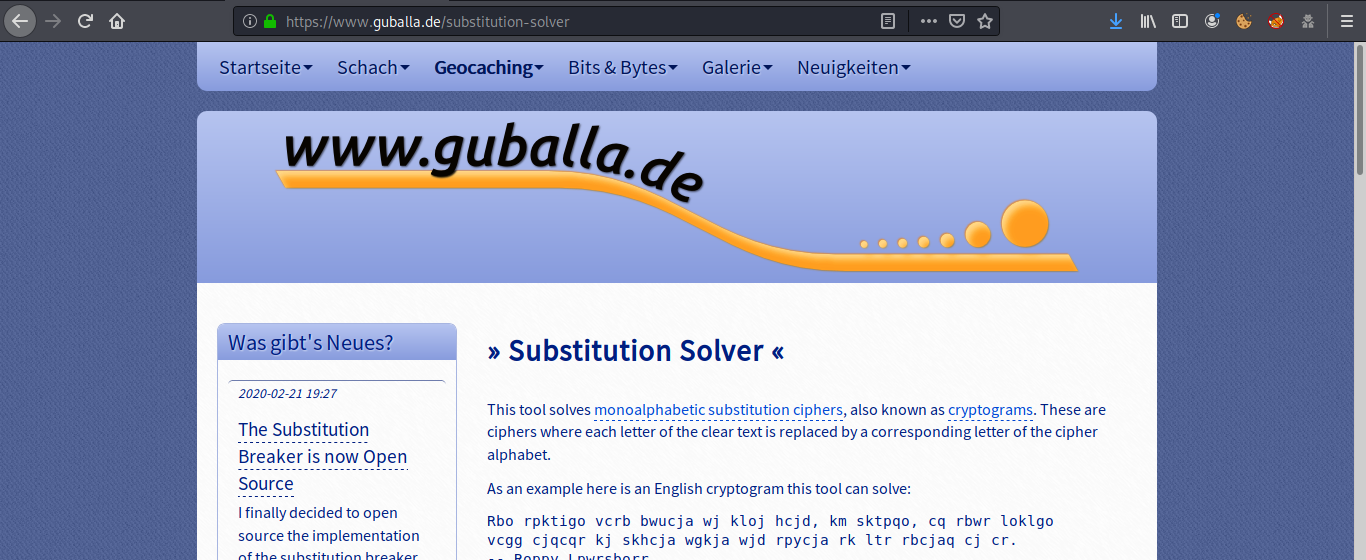 https://www.guballa.de/substitution-solver
Startseite Schach Geocaching Bits & Bytes Galerie Neuigkeiten
www.guballa.de
Was gibt's Neues?
2020-02-21 19:27
The Substitution
Breaker is now Open
Source
I finally decided to open
source the implementation
of the substitution breaker
» Substitution Solver «
This tool solves monoalphabetic substitution ciphers, also known as cryptograms. These are
ciphers where each letter of the clear text is replaced by a corresponding letter of the cipher
alphabet.
As an example here is an English cryptogram this tool can solve:
Rbo rpktigo vcrb bwucja wj kloj hcjd, km sktpqo, cq rbwr loklgo
vcgg cjqcqr kj skhcja wgkja wjd rpycja rk ltr rbcjaq cj cr.
-- Roppy Lpwrsborr